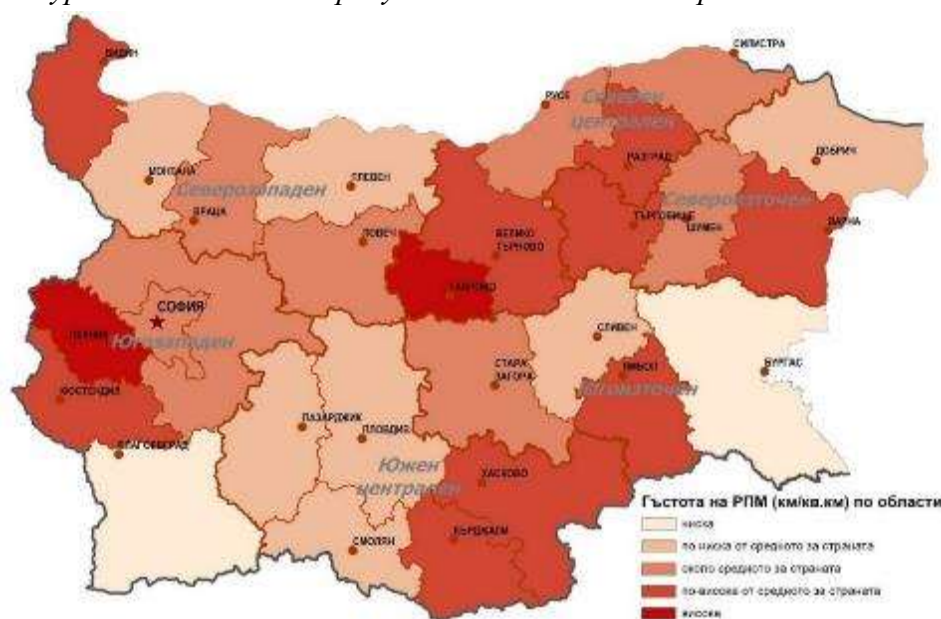 ВИДИН
СИЛИСТРА
РУСЕ
Северен
централен
МОНТАНА
ПЛЕВЕН
РАЗГРАД
ДОБРИЧ
Северозападен
ВРАЦА
ЛОВЕЧ
ВЕЛИКО
ТЪРНОВО
ТЪРГОВИЩЕ
Североизточен
ШУМЕН
ВАРНА
ГАБРОВО
СОФИЯ
ПЕРНИК
Югозападен
СЛИВЕН
СТАРА
ЗАГОРА
ЯМБОЛ
Югоизточен
БУРГАС
КЮСТЕНДИЛ
ПАЗАРДЖИК
ПЛОВДИВ
БЛАГОЕВГРАД
Южен
централен
ХАСКОВО
КЪРДЖАЛИ
СМОЛЯН
Гъстота на РПМ (км/кв.км) по области
ниска
по ниска от средното за страната
около средното за страната
по-висока от средното за страната
висока